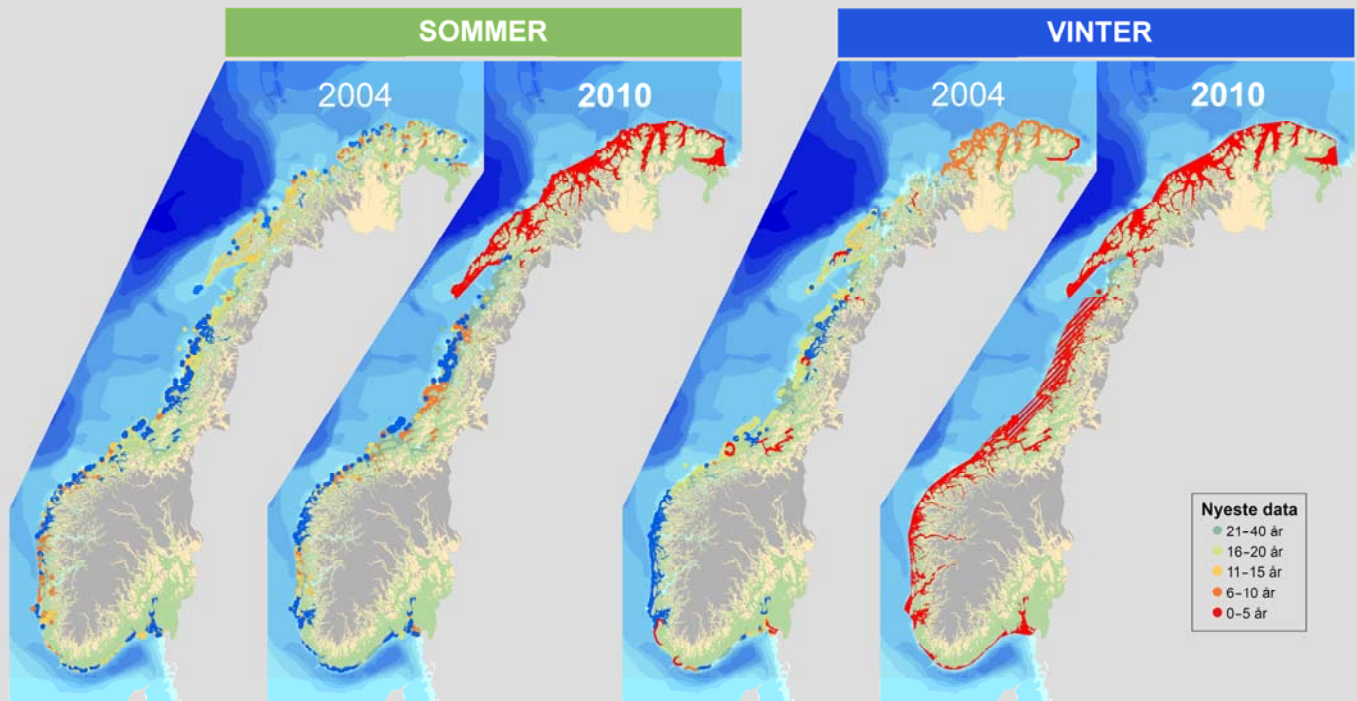 SOMMER
VINTER
2004
2010
2004
2010
Nyeste data
21–40 år
16–20 år
11–15 år
6–10 år
0–5 år